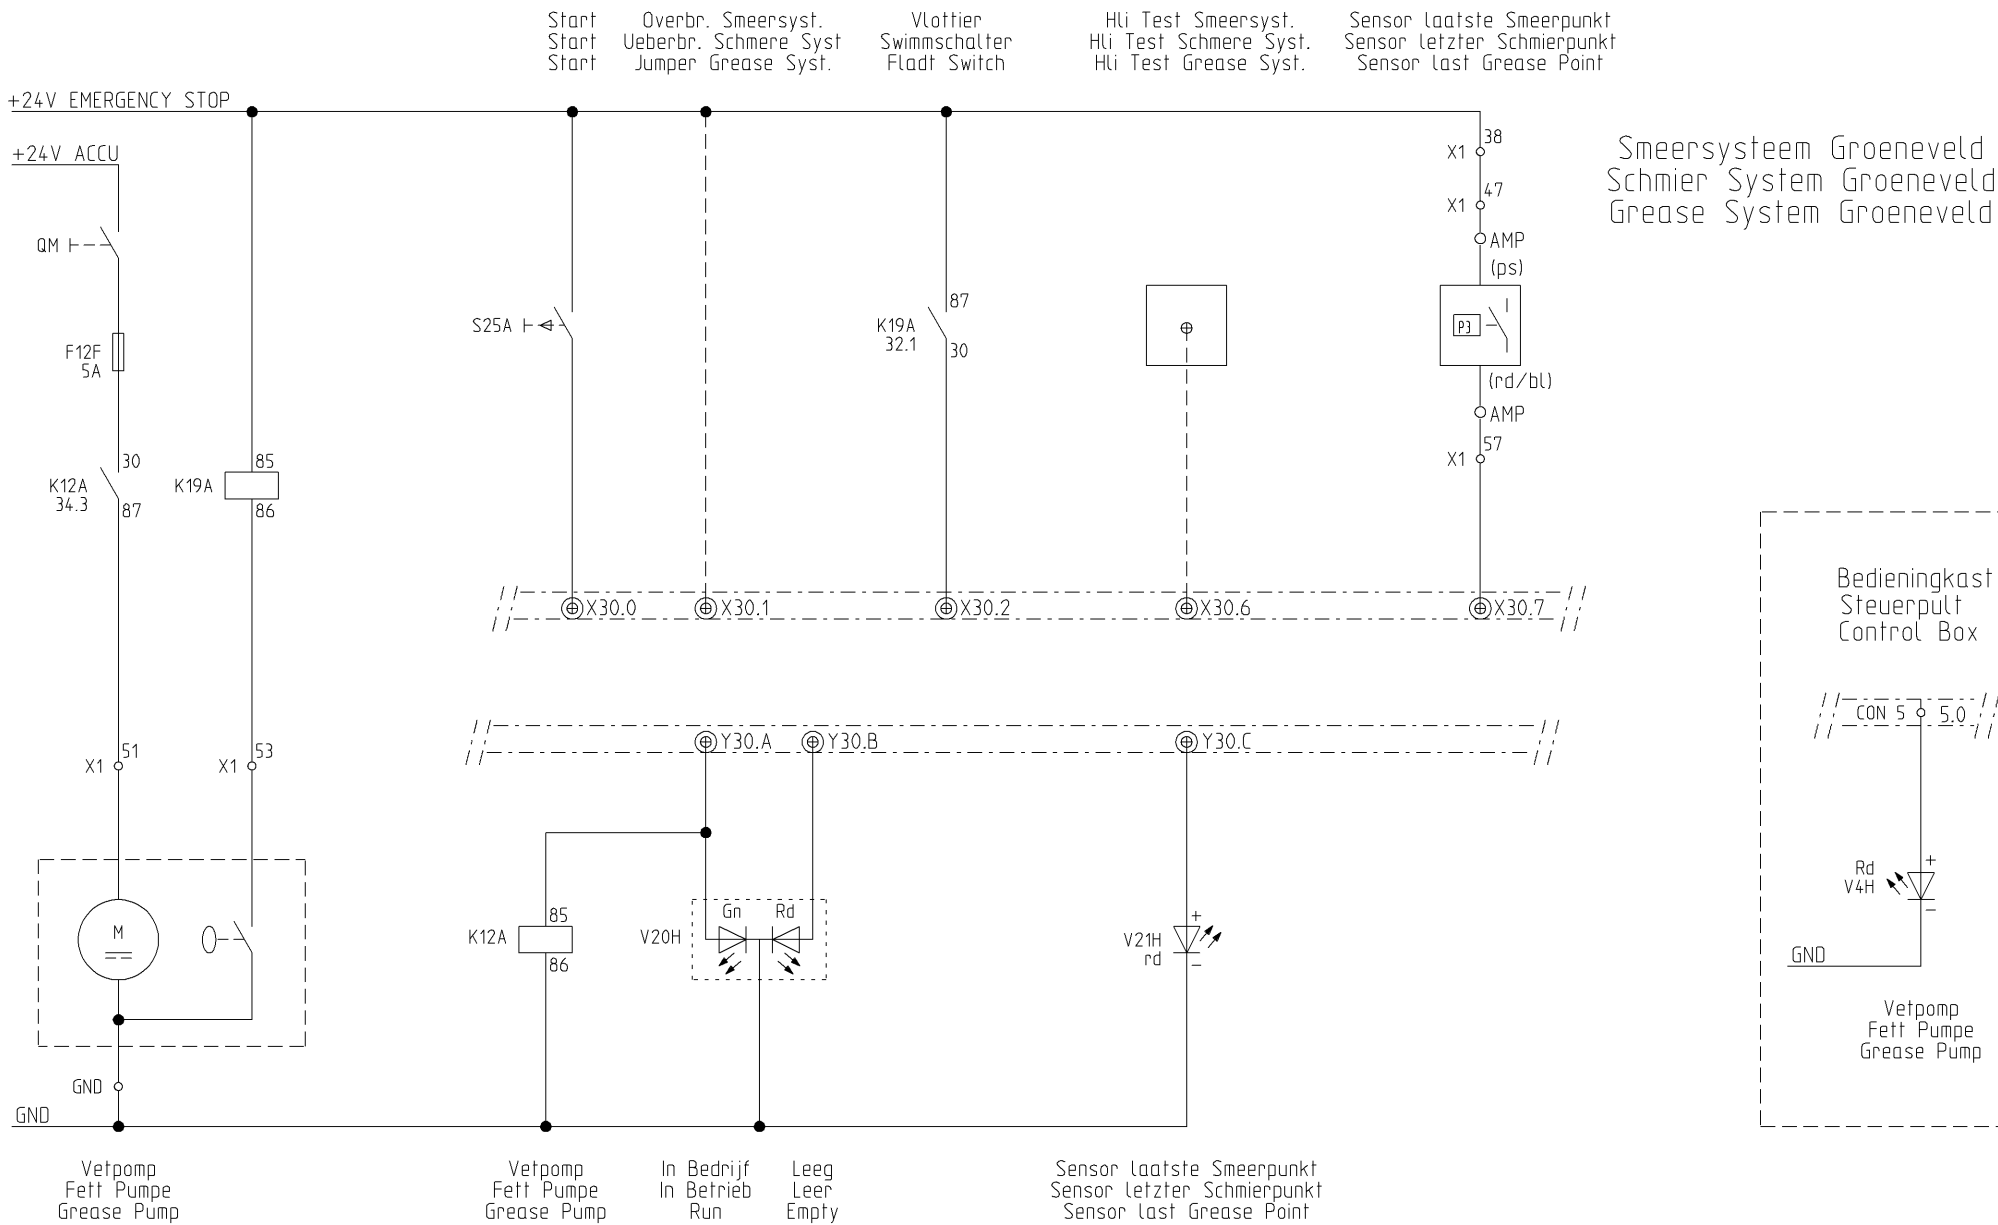 Start
Start
Start
Overbr. Smeersyst.
Ueberbr. Schmere Syst
Jumper Grease Syst.
Vlottier
Swimmschalter
Fladt Switch
Hli Test Smeersyst.
Hli Test Schmere Syst.
Hli Test Grease Syst.
Sensor laatste Smeerpunkt
Sensor letzter Schmierpunkt
Sensor last Grease Point
+24V EMERGENCY STOP
+24V ACCU
Smeersysteem Groeneveld
Schmier System Groeneveld
Grease System Groeneveld
38
X1
47
X1
AMP
(ps)
QM
S25A
87
K19A
32.1
30
P3
F12F
5A
(rd/bl)
AMP
57
X1
30
K12A
34.3
87
85
K19A
86
X30.0
X30.1
X30.2
X30.6
X30.7
Bedieningkast
Steuerpult
Control Box
CON 5
5.0
Y30.A
Y30.B
Y30.C
51
X1
53
X1
Rd
V4H
+
-
M
85
K12A
86
Gn
Rd
V20H
+
V21H
rd
-
GND
Vetpomp
Fett Pumpe
Grease Pump
GND
GND
Vetpomp
Fett Pumpe
Grease Pump
Vetpomp
Fett Pumpe
Grease Pump
In Bedrijf
In Betrieb
Run
Leeg
Leer
Empty
Sensor laatste Smeerpunkt
Sensor letzter Schmierpunkt
Sensor last Grease Point